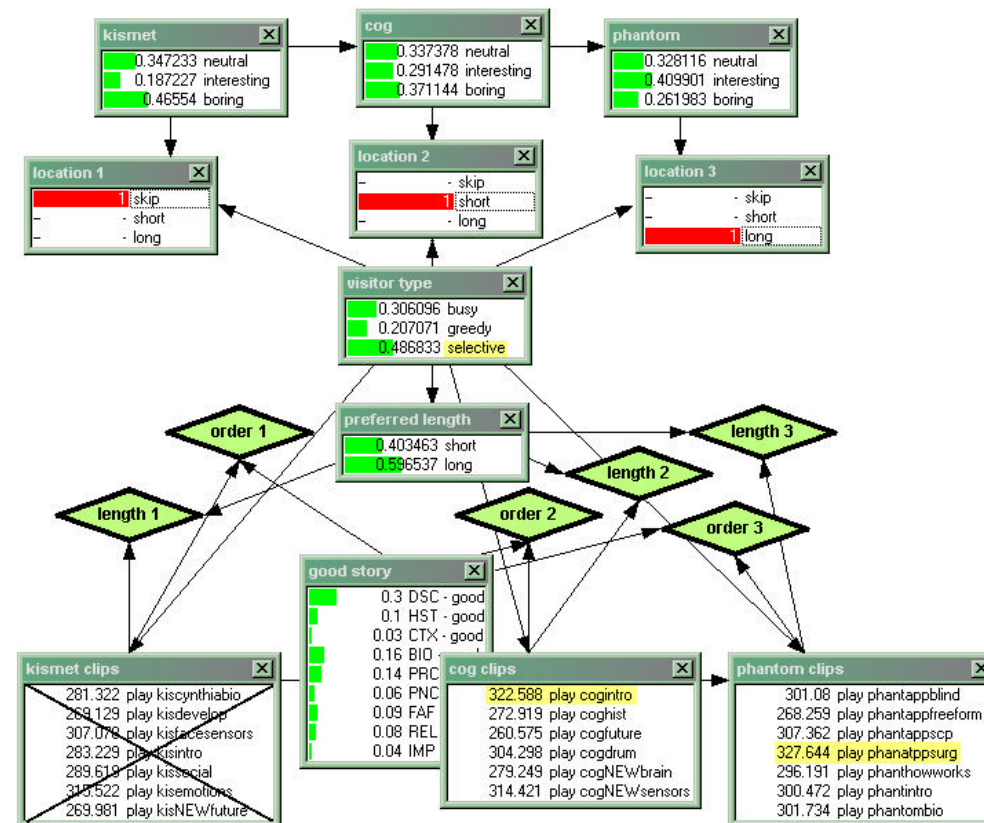 kismet
0.347233 neutral
0.187227 interesting
0.46554 boring
cog
0.337378 neutral
0.291478 interesting
0.371144 boring
phantom
0.328116 neutral
0.409901 interesting
0.261983 boring
location 1
1 skip
- - short
- - long
location 2
- - skip
1 short
- - long
location 3
- - skip
- - short
1 long
visitor type
0.306096 busy
0.207071 greedy
0.486833 selective
preferred length
0.403463 short
0.596537 long
order 1
length 3
length 2
length 1
order 2
order 3
good story
0.3 DSC - good
0.1 HST - good
0.03 CTX - good
0.16 BIO -
0.14 PRC
0.06 PNC
0.09 FAF
0.08 REL
0.04 IMP
kismet clips
281.322 play kiscynthiabio
269.129 play kisdevelop
307.078 play kisfacesensors
283.229 play kisintro
289.619 play kissocial
315.522 play kisemotions
269.981 play kisNEWfuture
cog clips
322.588 play cogintro
272.919 play coghist
260.575 play cogfuture
304.298 play cogdrum
279.249 play cogNEWbrain
314.421 play cogNEWsensors
phantom clips
301.08 play phantappblind
268.259 play phantappfreeform
307.362 play phantappscp
327.644 play phanatppsurg
296.191 play phanthowworks
300.472 play phantintro
301.734 play phantombio